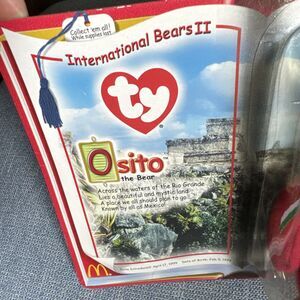 Collect 'em all!
While supplies last.
International Bears II
ty
Osito
the Bear
Across the waters of the Rio Grande
Lies a beautiful and mystic land
A place we all should plan to go
Known by all as Mexico!